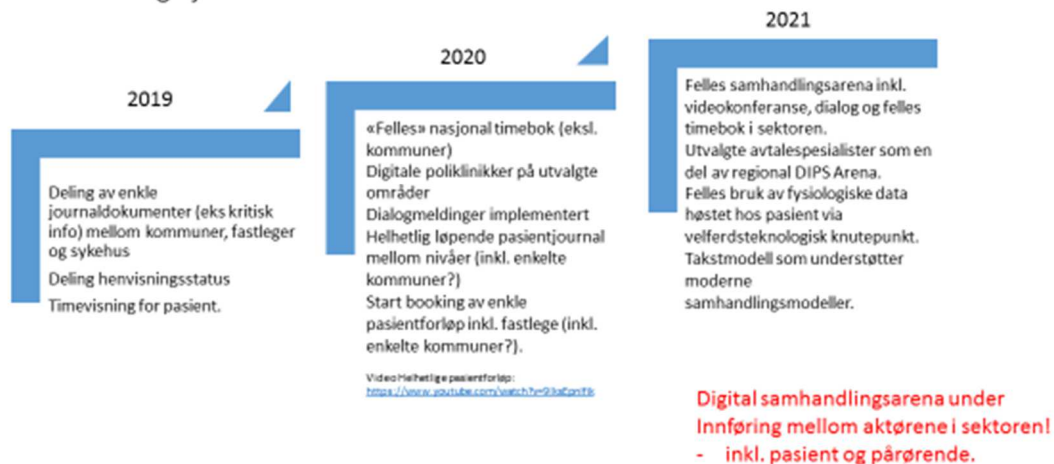 2019
Deling av enkle
journaldokumenter (eks kritisk
info) mellom kommuner, fastleger
og sykehus
Deling henvisningsstatus
Timevisning for pasient.
2020
«Felles» nasjonal timebok (eksl.
kommuner)
Digitale poliklinikker på utvalgte
områder
Dialogmeldinger implementert
Helhetlig løpende pasientjournal
mellom nivåer (inkl. enkelte
kommuner?)
Start booking av enkle
pasientforløp inkl. fastlege (inkl.
enkelte kommuner?).
Video Helhetlige pasientforløp:
2021
Felles samhandlingsarena inkl.
videokonferanse, dialog og felles
timebok i sektoren.
Utvalgte avtalespesialister som en
del av regional DIPS Arena.
Felles bruk av fysiologiske data
høstet hos pasient via
velferdsteknologisk knutepunkt.
Takstmodell som understøtter
moderne
samhandlingsmodeller.
Digital samhandlingsarena under
Innføring mellom aktørene i sektoren!
- inkl. pasient og pårørende.